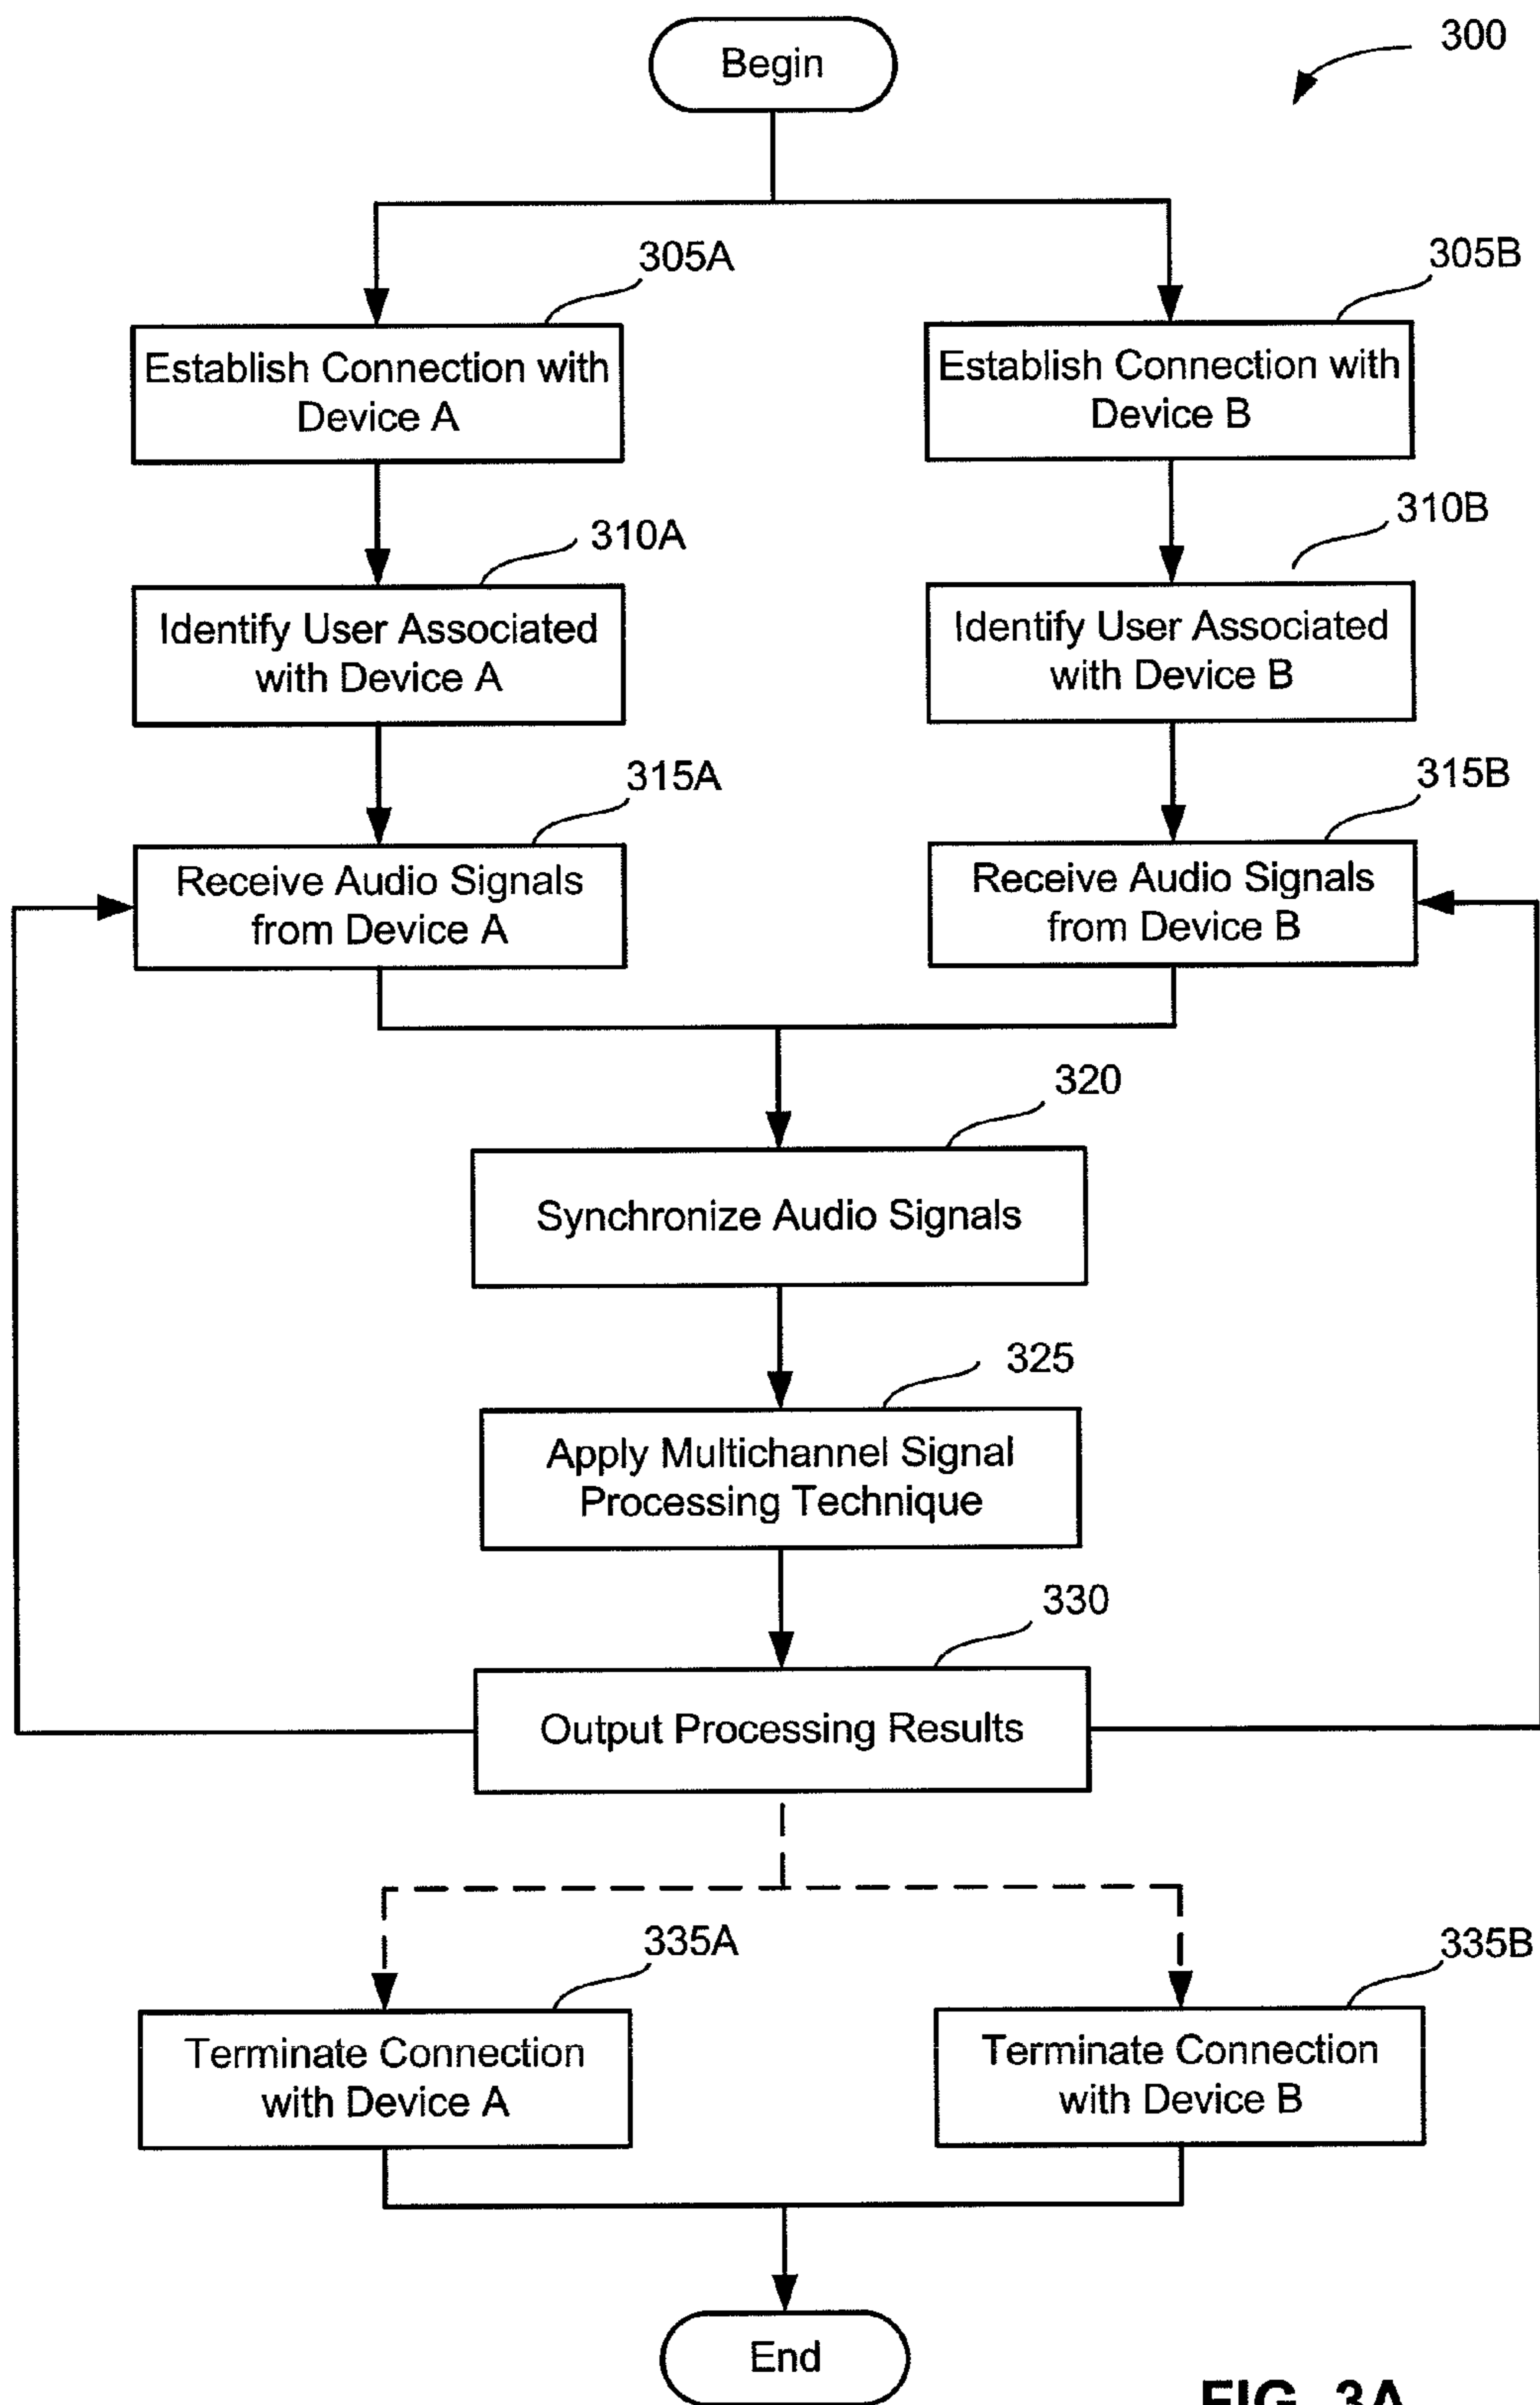 Begin
300
305A
305B
Establish Connection with
Device A
Establish Connection with
Device B
310A
310B
Identify User Associated
with Device A
Identify User Associated
with Device B
315A
315B
Receive Audio Signals
from Device A
Receive Audio Signals
from Device B
320
Synchronize Audio Signals
325
Apply Multichannel Signal
Processing Technique
330
Output Processing Results
335A
335B
Terminate Connection
with Device A
Terminate Connection
with Device B
End
FIG. 3A